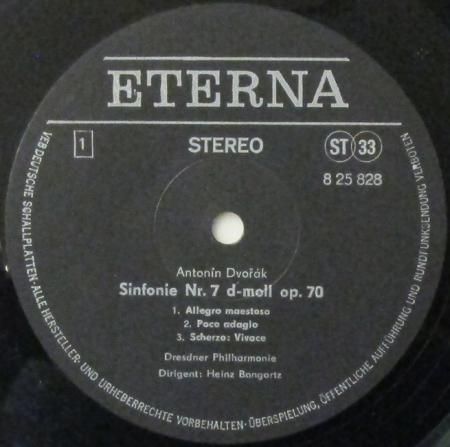 ETERNA
1
STEREO
ST 33
8 25 828
Antonín Dvořák
Sinfonie Nr. 7 d-moll op. 70
1. Allegro maestoso
2. Poco adagio
3. Scherzo: Vivace
Dresdner Philharmonie
Dirigent: Heinz Bongartz
VEB DEUTSCHE SCHALLPLATTEN · ALLE HERSTELLER- UND URHEBERRECHTE VORBEHALTEN · ÜBERSPIELUNG, ÖFFENTLICHE AUFFÜHRUNG UND RUNDFUNKSENDUNG VERBOTEN